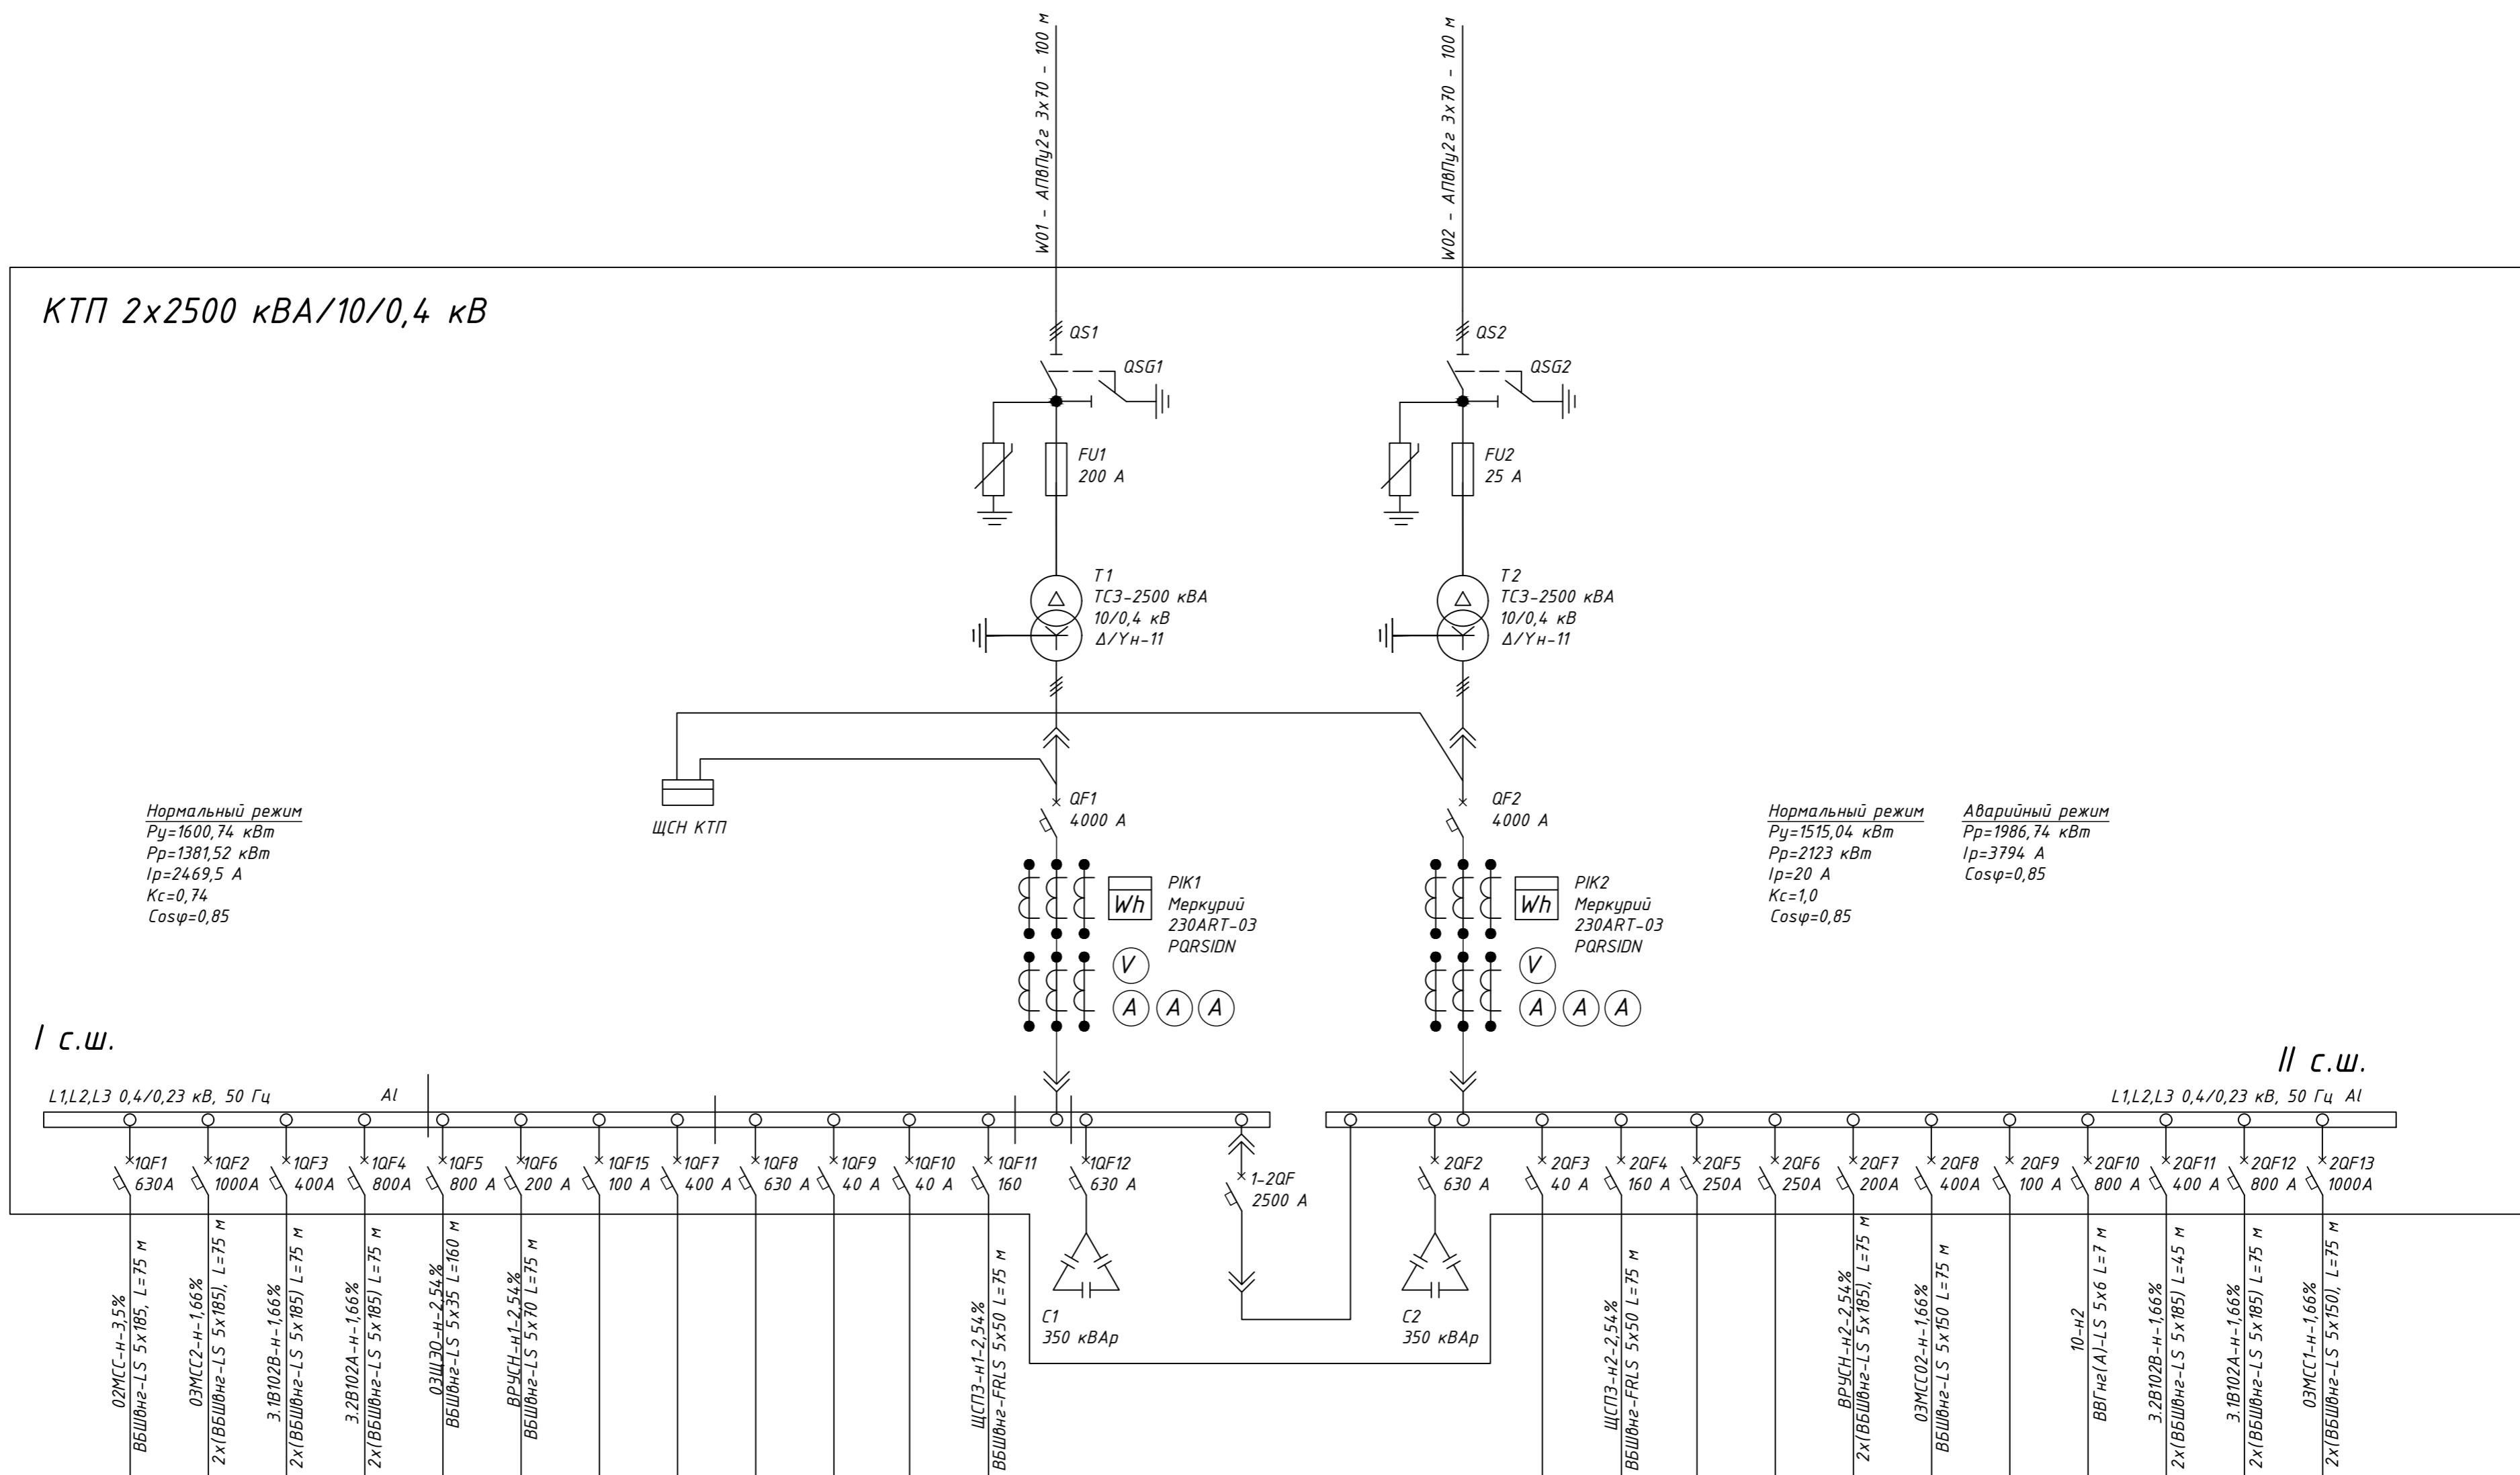 W01 - АПвПу2г 3х70 - 100 м
W02 - АПвПу2г 3х70 - 100 м
КТП 2х2500 кВА/10/0,4 кВ
QS1
QSG1
FU1
200 А
QS2
QSG2
FU2
25 А
T1
ТСЗ-2500 кВА
10/0,4 кВ
Δ/Yн-11
T2
ТСЗ-2500 кВА
10/0,4 кВ
Δ/Yн-11
ЩСН КТП
QF1
4000 А
QF2
4000 А
Нормальный режим
Ру=1600,74 кВт
Рр=1381,52 кВт
Iр=2469,5 А
Кс=0,74
Cosφ=0,85
Wh
PIK1
Меркурий
230ART-03
PQRSIDN
V
A A A
Wh
PIK2
Меркурий
230ART-03
PQRSIDN
V
A A A
Нормальный режим
Ру=1515,04 кВт
Рр=2123 кВт
Iр=20 А
Кс=1,0
Cosφ=0,85
Аварийный режим
Рр=1986,74 кВт
Iр=3794 А
Cosφ=0,85
I с.ш.
II с.ш.
L1,L2,L3 0,4/0,23 кВ, 50 Гц Al
L1,L2,L3 0,4/0,23 кВ, 50 Гц Al
1QF1
630А
1QF2
1000А
1QF3
400А
1QF4
800А
1QF5
800 А
1QF6
200 А
1QF15
100 А
1QF7
400 А
1QF8
630 А
1QF9
40 А
1QF10
40 А
1QF11
160
1QF12
630 А
1-2QF
2500 А
2QF2
630 А
2QF3
40 А
2QF4
160 А
2QF5
250А
2QF6
250А
2QF7
200А
2QF8
400А
2QF9
100 А
2QF10
800 А
2QF11
400 А
2QF12
800 А
2QF13
1000А
02МСС-н-3,5%
ВБШвнг-LS 5х185, L=75 м
03МСС2-н-1,66%
2х(ВБШвнг-LS 5х185), L=75 м
3.1В102В-н-1,66%
2х(ВБШвнг-LS 5х185) L=75 м
3.2В102А-н-1,66%
2х(ВБШвнг-LS 5х185) L=75 м
03ЩЗО-н-2,54%
ВБШвнг-LS 5х35 L=160 м
ВРУСН-н1-2,54%
ВБШвнг-LS 5х70 L=75 м
ЩСПЗ-н1-2,54%
ВБШвнг-FRLS 5х50 L=75 м
C1
350 кВАр
C2
350 кВАр
ЩСПЗ-н2-2,54%
ВБШвнг-FRLS 5х50 L=75 м
ВРУСН-н2-2,54%
2х(ВБШвнг-LS 5х185), L=75 м
03МСС02-н-1,66%
ВБШвнг-LS 5х150 L=75 м
10-н2
ВВГнг(А)-LS 5х6 L=7 м
3.2В102В-н-1,66%
2х(ВБШвнг-LS 5х185) L=45 м
3.1В102А-н-1,66%
2х(ВБШвнг-LS 5х185) L=75 м
03МСС1-н-1,66%
2х(ВБШвнг-LS 5х150), L=75 м